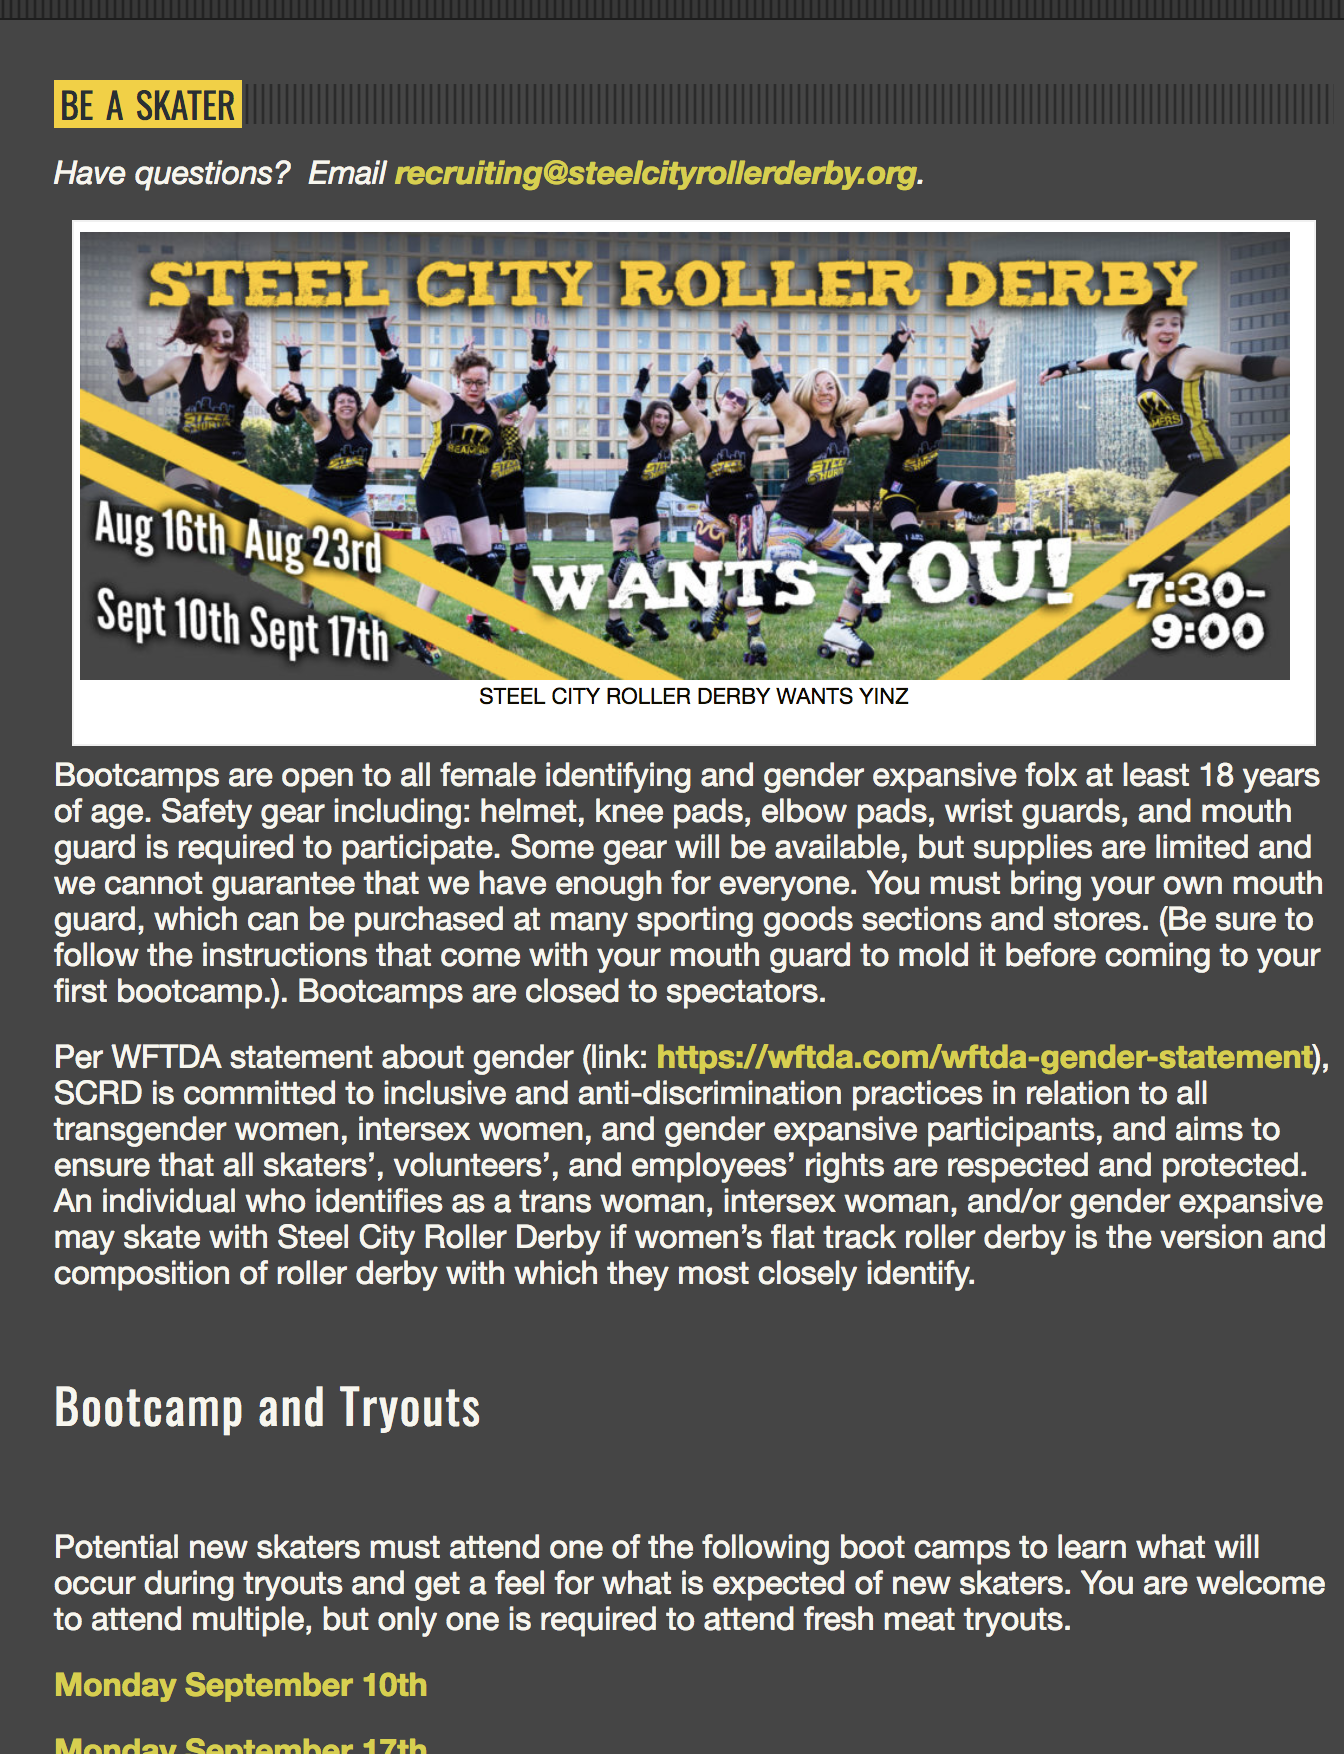 BE A SKATER
Have questions?  Email recruiting@steelcityrollerderby.org.
STEEL CITY ROLLER DERBY
Aug 16th Aug 23rd
Sept 10th Sept 17th
WANTS YOU!
7:30-
9:00
STEEL CITY ROLLER DERBY WANTS YINZ
Bootcamps are open to all female identifying and gender expansive folx at least 18 years
of age. Safety gear including: helmet, knee pads, elbow pads, wrist guards, and mouth
guard is required to participate. Some gear will be available, but supplies are limited and
we cannot guarantee that we have enough for everyone. You must bring your own mouth
guard, which can be purchased at many sporting goods sections and stores. (Be sure to
follow the instructions that come with your mouth guard to mold it before coming to your
first bootcamp.). Bootcamps are closed to spectators.
Per WFTDA statement about gender (link: https://wftda.com/wftda-gender-statement),
SCRD is committed to inclusive and anti-discrimination practices in relation to all
transgender women, intersex women, and gender expansive participants, and aims to
ensure that all skaters’, volunteers’, and employees’ rights are respected and protected.
An individual who identifies as a trans woman, intersex woman, and/or gender expansive
may skate with Steel City Roller Derby if women’s flat track roller derby is the version and
composition of roller derby with which they most closely identify.
Bootcamp and Tryouts
Potential new skaters must attend one of the following boot camps to learn what will
occur during tryouts and get a feel for what is expected of new skaters. You are welcome
to attend multiple, but only one is required to attend fresh meat tryouts.
Monday September 10th
Monday September 17th